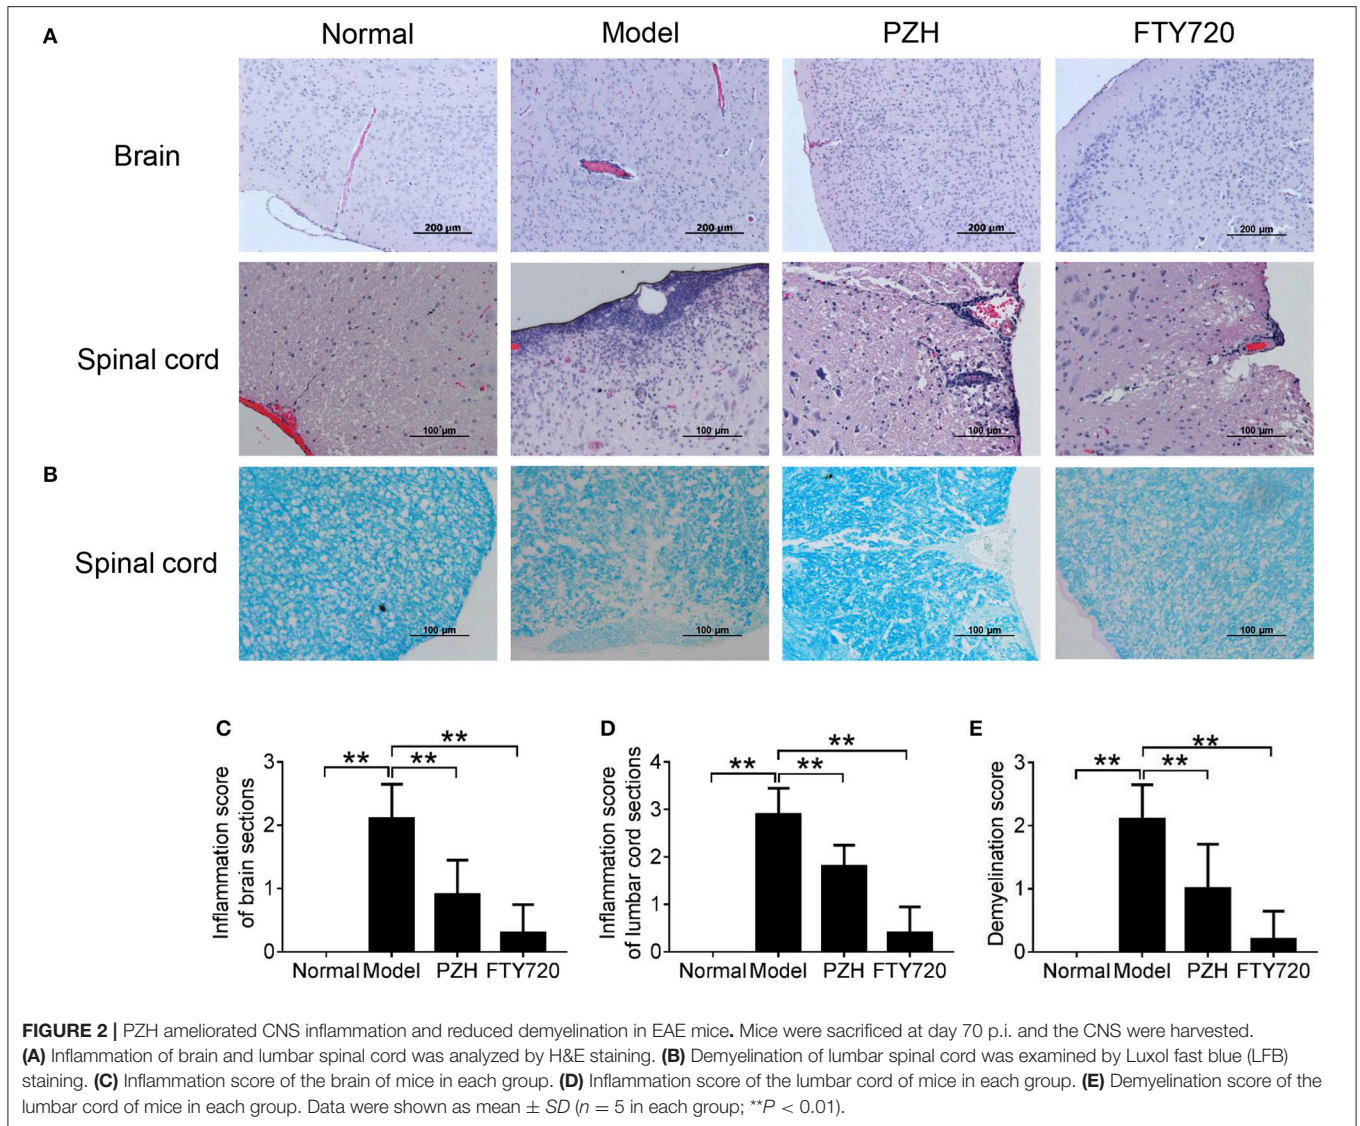 A
Normal
Model
PZH
FTY720
Brain
200 µm
200 µm
200 µm
200 µm
Spinal cord
100 µm
100 µm
100 µm
100 µm
B
Spinal cord
100 µm
100 µm
100 µm
100 µm
C
Inflammation score
of brain sections
3
2
1
0
**
**
**
Normal Model PZH FTY720
D
Inflammation score
of lumbar cord sections
4
3
2
1
0
**
**
**
Normal Model PZH FTY720
E
Demyelination score
3
2
1
0
**
**
**
Normal Model PZH FTY720
FIGURE 2 | PZH ameliorated CNS inflammation and reduced demyelination in EAE mice. Mice were sacrificed at day 70 p.i. and the CNS were harvested.
(A) Inflammation of brain and lumbar spinal cord was analyzed by H&E staining. (B) Demyelination of lumbar spinal cord was examined by Luxol fast blue (LFB)
staining. (C) Inflammation score of the brain of mice in each group. (D) Inflammation score of the lumbar cord of mice in each group. (E) Demyelination score of the
lumbar cord of mice in each group. Data were shown as mean ± SD (n = 5 in each group; **P < 0.01).